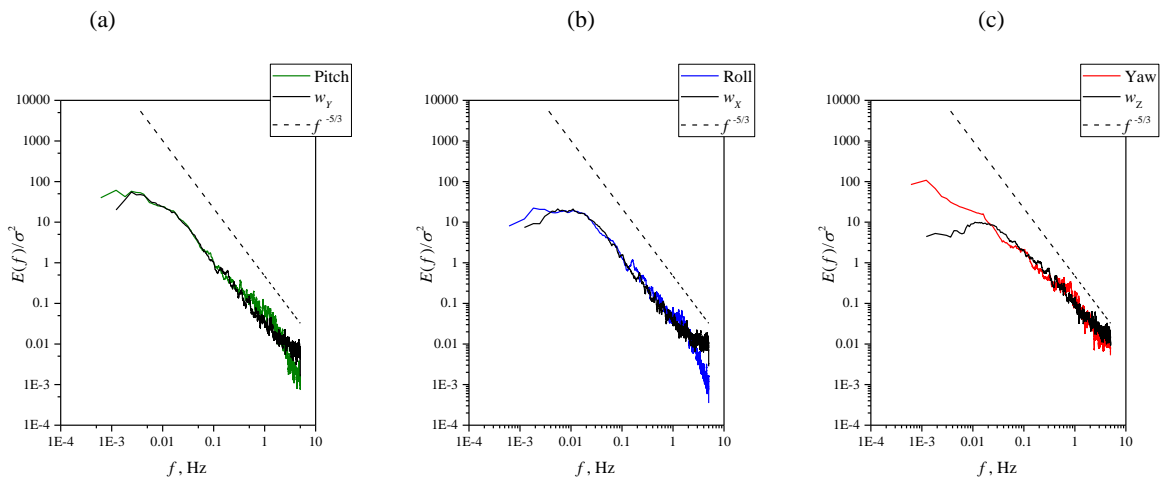 (a)
(b)
(c)
Pitch
w_Y
f^-5/3
Roll
w_X
f^-5/3
Yaw
w_Z
f^-5/3
10000
1000
100
10
1
0.1
0.01
1E-3
1E-4
E(f)/σ²
1E-4 1E-3 0.01 0.1 1 10
f, Hz
10000
1000
100
10
1
0.1
0.01
1E-3
1E-4
E(f)/σ²
1E-4 1E-3 0.01 0.1 1 10
f, Hz
10000
1000
100
10
1
0.1
0.01
1E-3
1E-4
E(f)/σ²
1E-4 1E-3 0.01 0.1 1 10
f, Hz